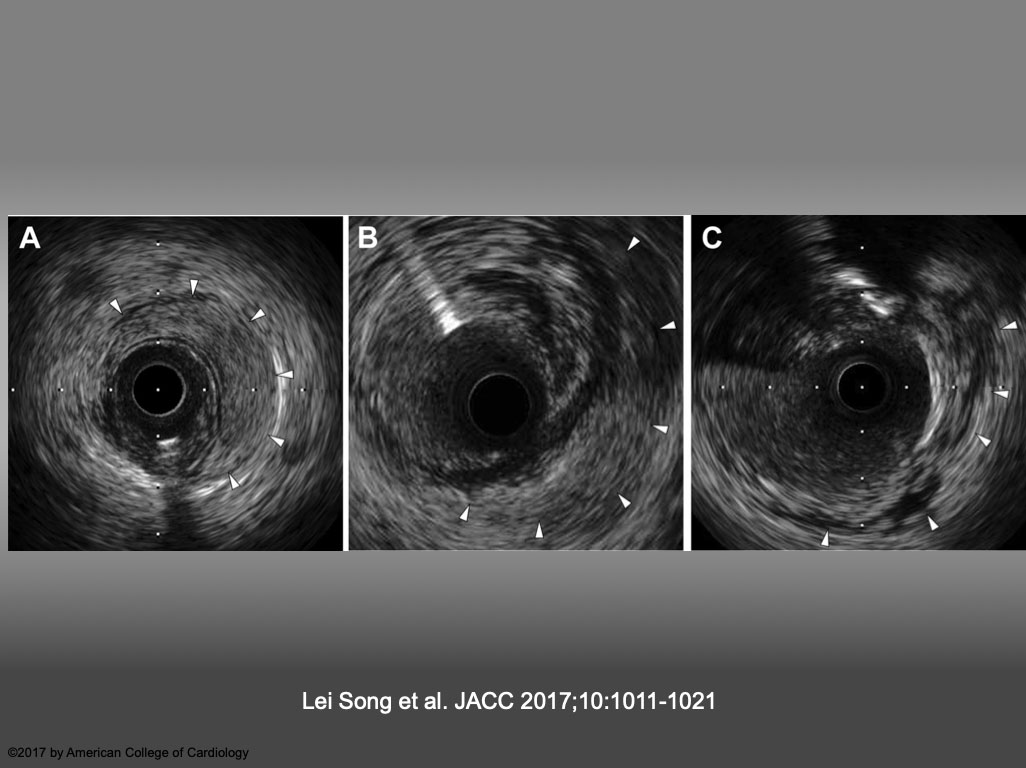 A
B
C
Lei Song et al. JACC 2017;10:1011-1021
©2017 by American College of Cardiology